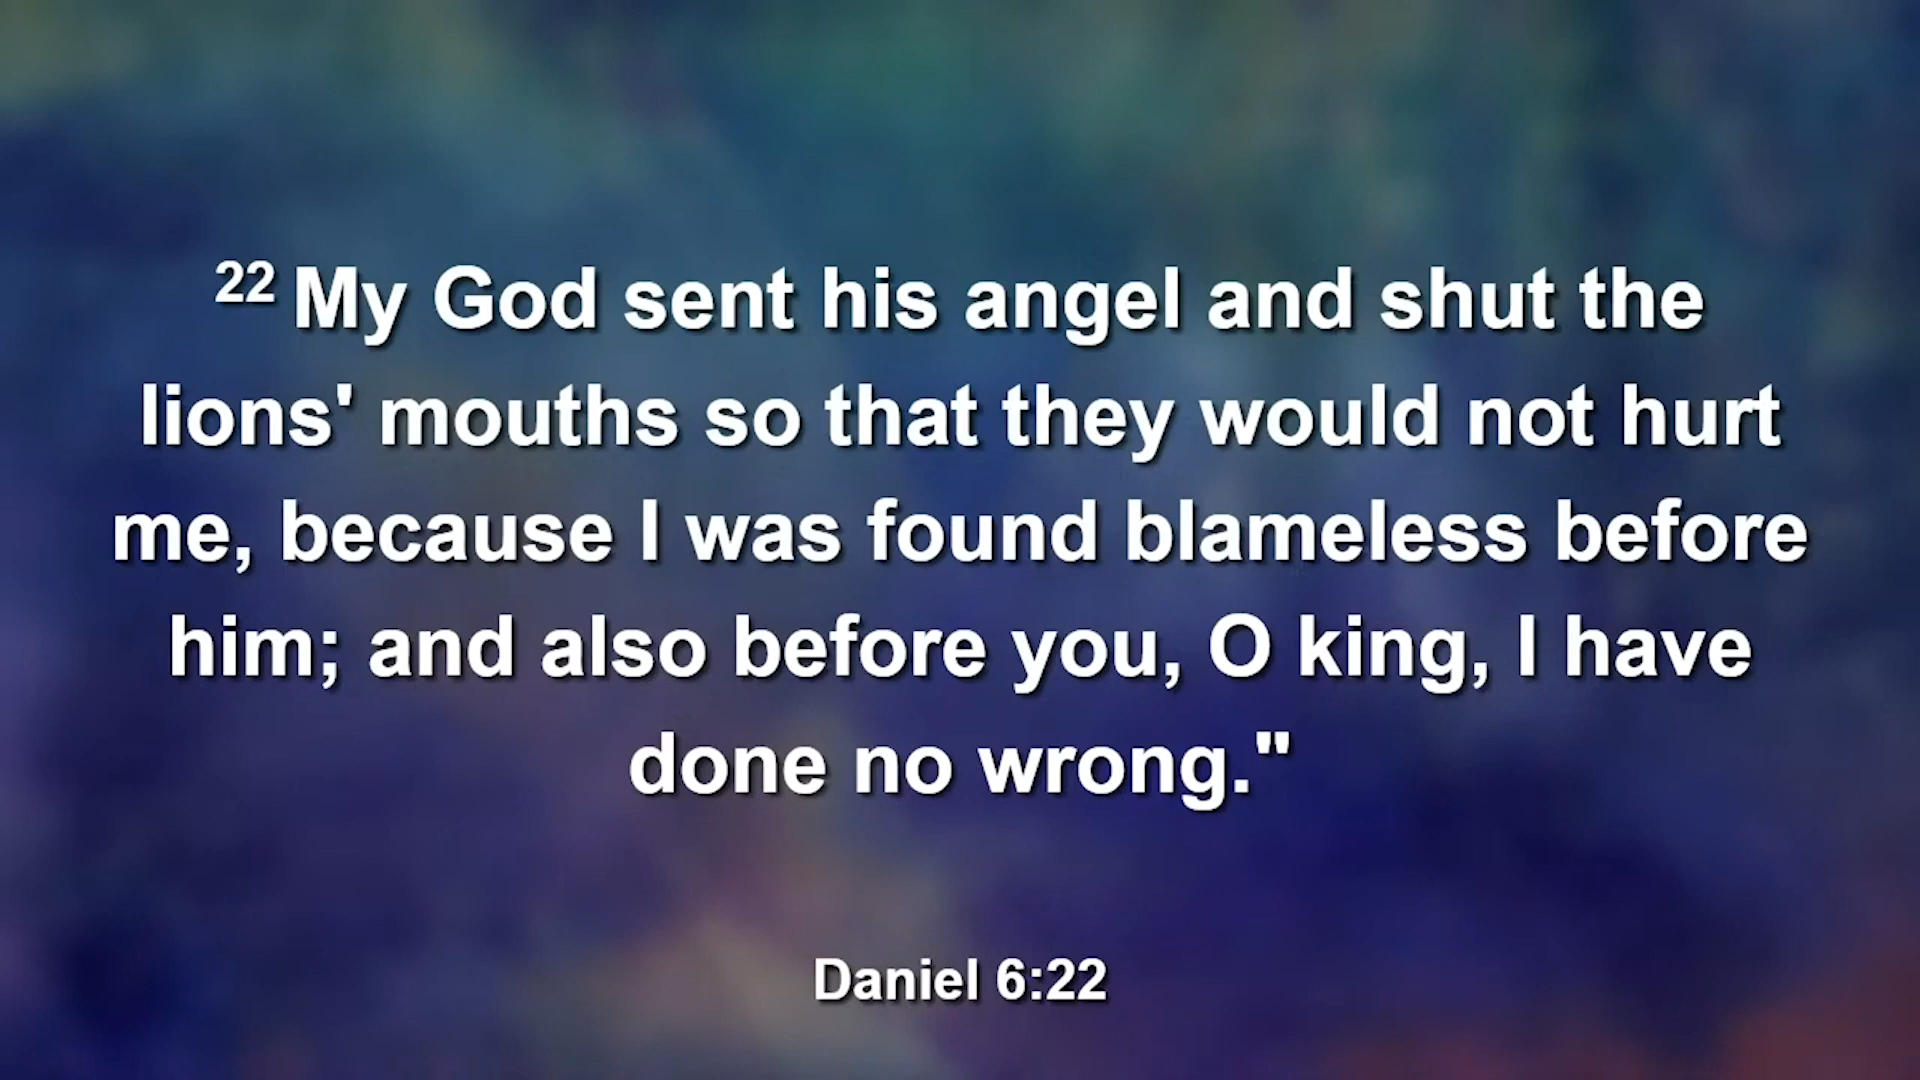 22 My God sent his angel and shut the
lions' mouths so that they would not hurt
me, because I was found blameless before
him; and also before you, O king, I have
done no wrong."
Daniel 6:22